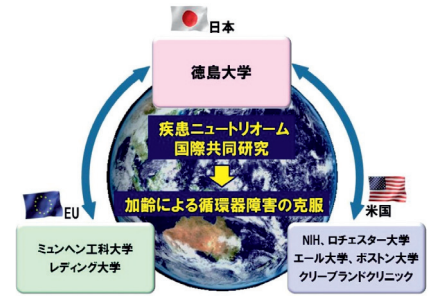 日本
徳島大学
疾患ニュートリオーム
国際共同研究
加齢による循環器障害の克服
EU
ミュンヘン工科大学
レディング大学
米国
NIH、ロチェスター大学
エール大学、ボストン大学
クリーブランドクリニック